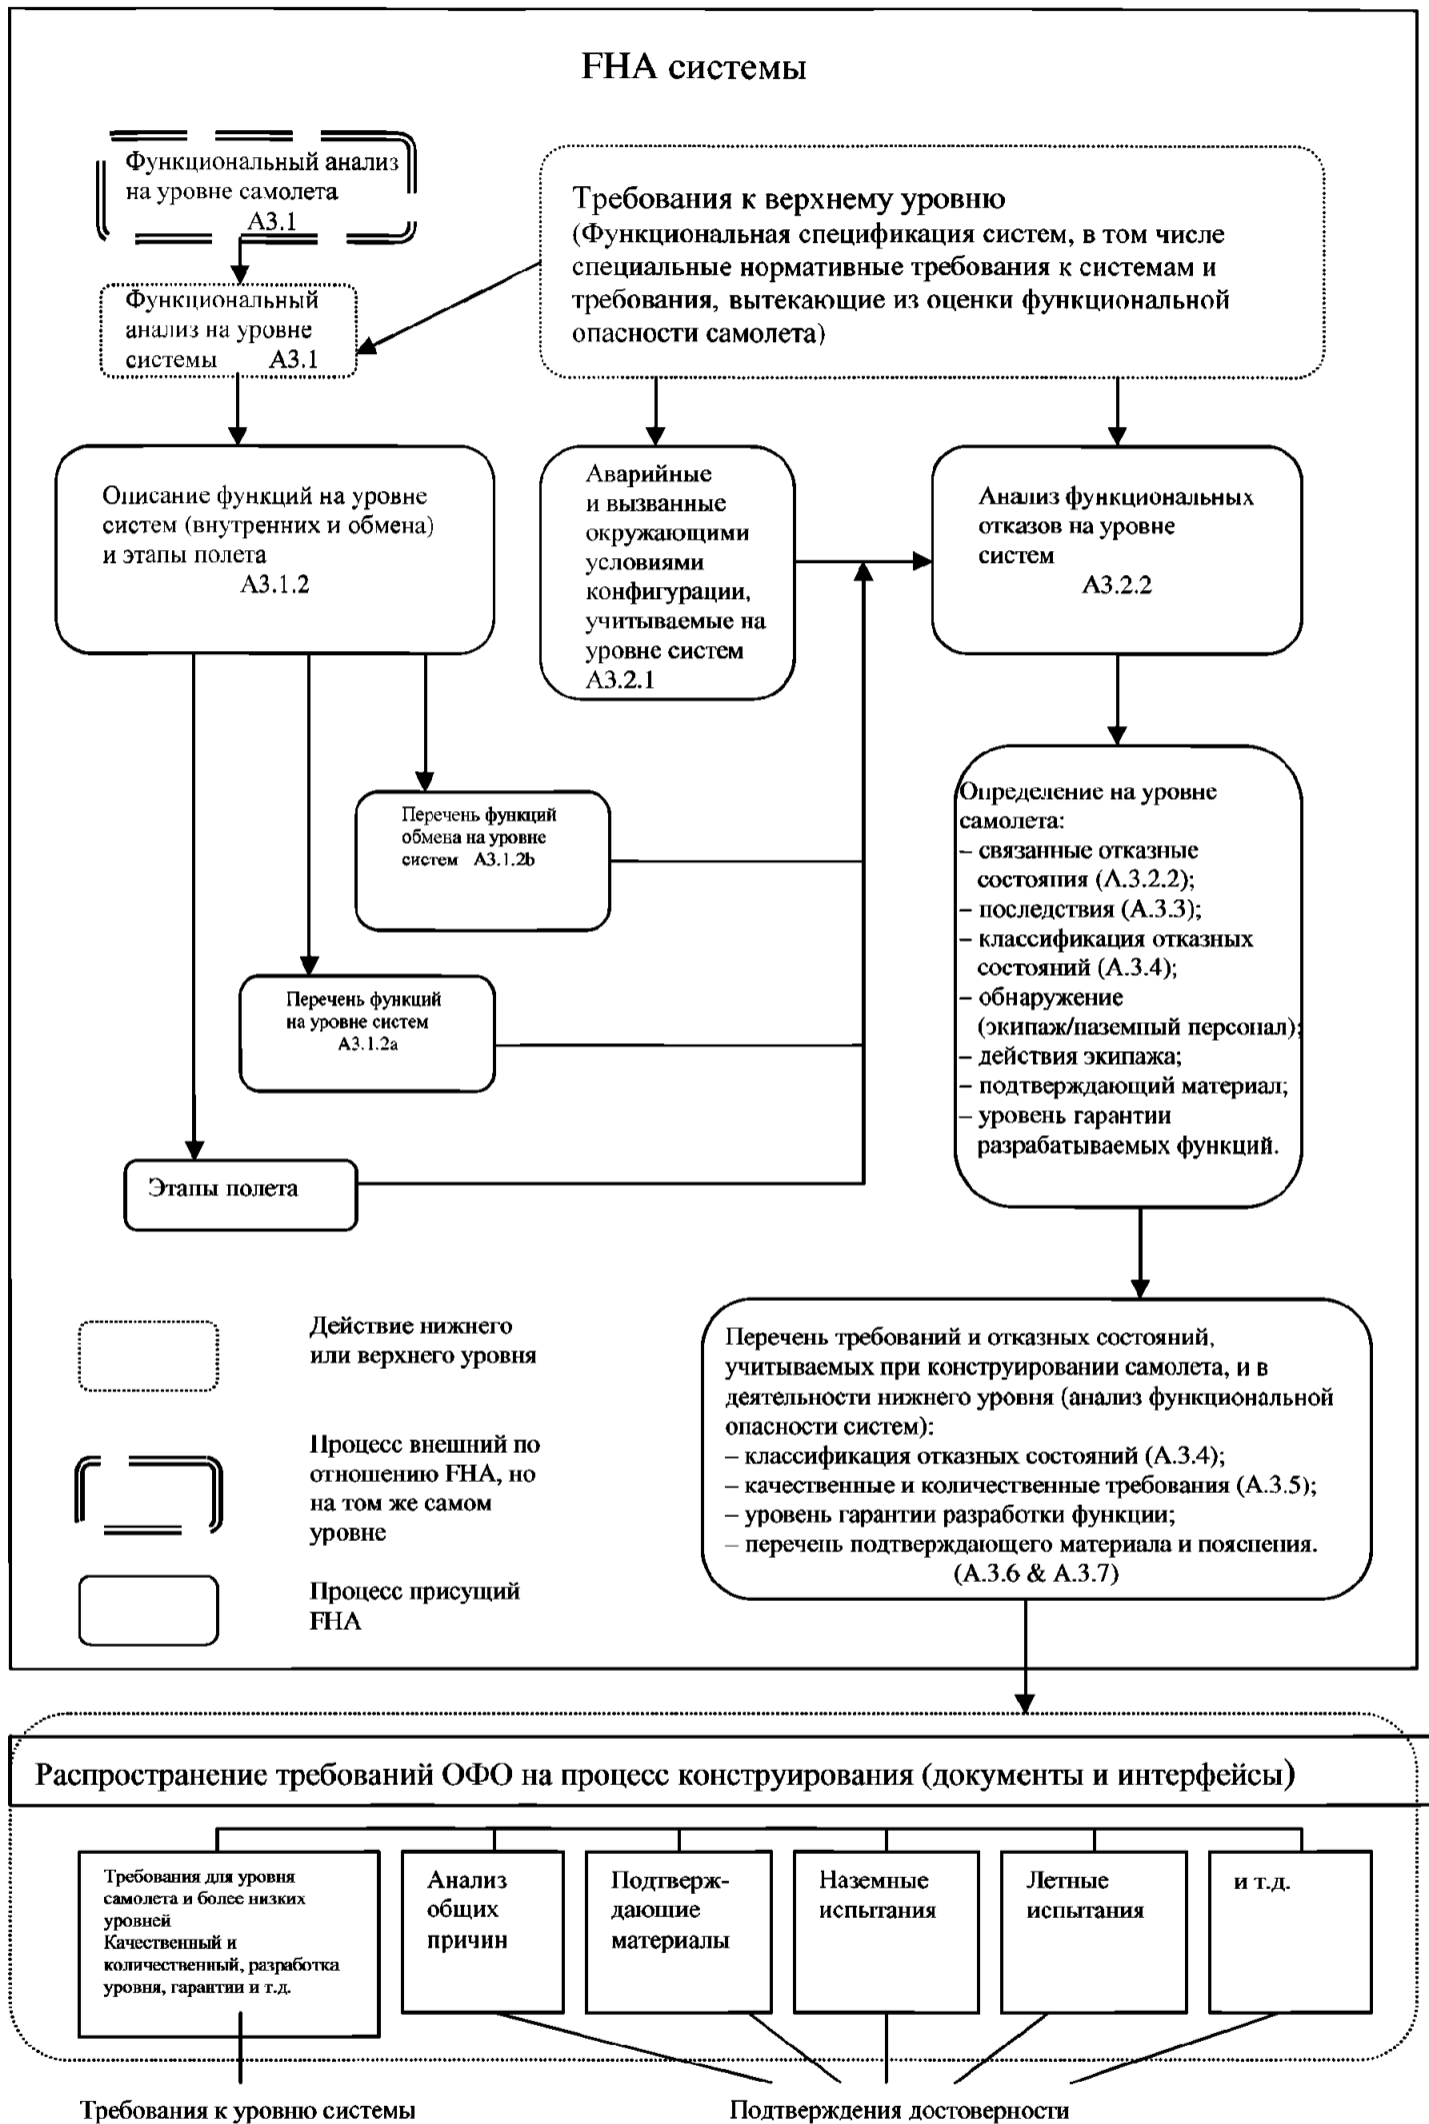 FHA системы
Функциональный анализ
на уровне самолета
А3.1
Требования к верхнему уровню
(Функциональная спецификация систем, в том числе
специальные нормативные требования к системам и
требования, вытекающие из оценки функциональной
опасности самолета)
Функциональный
анализ на уровне
системы А3.1
Описание функций на уровне
систем (внутренних и обмена)
и этапы полета
А3.1.2
Аварийные
и вызванные
окружающими
условиями
конфигурации,
учитываемые на
уровне систем
А3.2.1
Анализ функциональных
отказов на уровне
систем
А3.2.2
Перечень функций
обмена на уровне
систем А3.1.2b
Перечень функций
на уровне систем
А3.1.2а
Этапы полета
Определение на уровне
самолета:
– связанные отказные
состояния (А.3.2.2);
– последствия (А.3.3);
– классификация отказных
состояний (А.3.4);
– обнаружение
(экипаж/наземный персонал);
– действия экипажа;
– подтверждающий материал;
– уровень гарантии
разрабатываемых функций.
Перечень требований и отказных состояний,
учитываемых при конструировании самолета, и в
деятельности нижнего уровня (анализ функциональной
опасности систем):
– классификация отказных состояний (А.3.4);
– качественные и количественные требования (А.3.5);
– уровень гарантии разработки функции;
– перечень подтверждающего материала и пояснения.
(А.3.6 & А.3.7)
Действие нижнего
или верхнего уровня
Процесс внешний по
отношению FHA, но
на том же самом
уровне
Процесс присущий
FHA
Распространение требований ОФО на процесс конструирования (документы и интерфейсы)
Требования для уровня
самолета и более низких
уровней
Качественный и
количественный, разработка
уровня, гарантии и т.д.
Анализ
общих
причин
Подтверж-
дающие
материалы
Наземные
испытания
Летные
испытания
и т.д.
Требования к уровню системы
Подтверждения достоверности